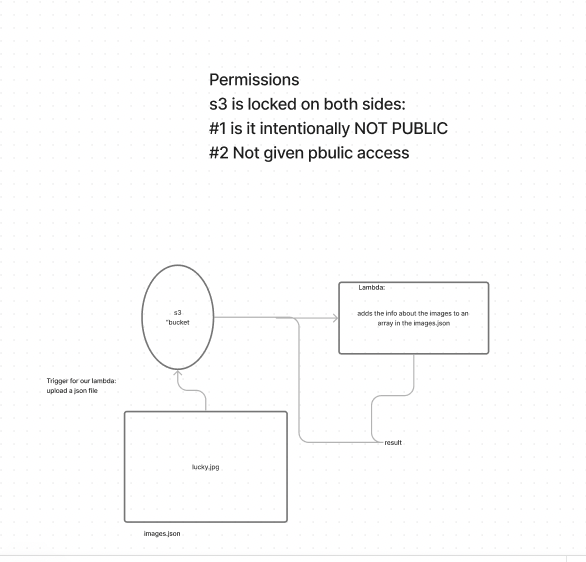 Permissions
s3 is locked on both sides:
#1 is it intentionally NOT PUBLIC
#2 Not given pbulic access
s3
"bucket
Lambda:
adds the info about the images to an
array in the images.json
Trigger for our lambda:
upload a json file
result
lucky.jpg
images.json